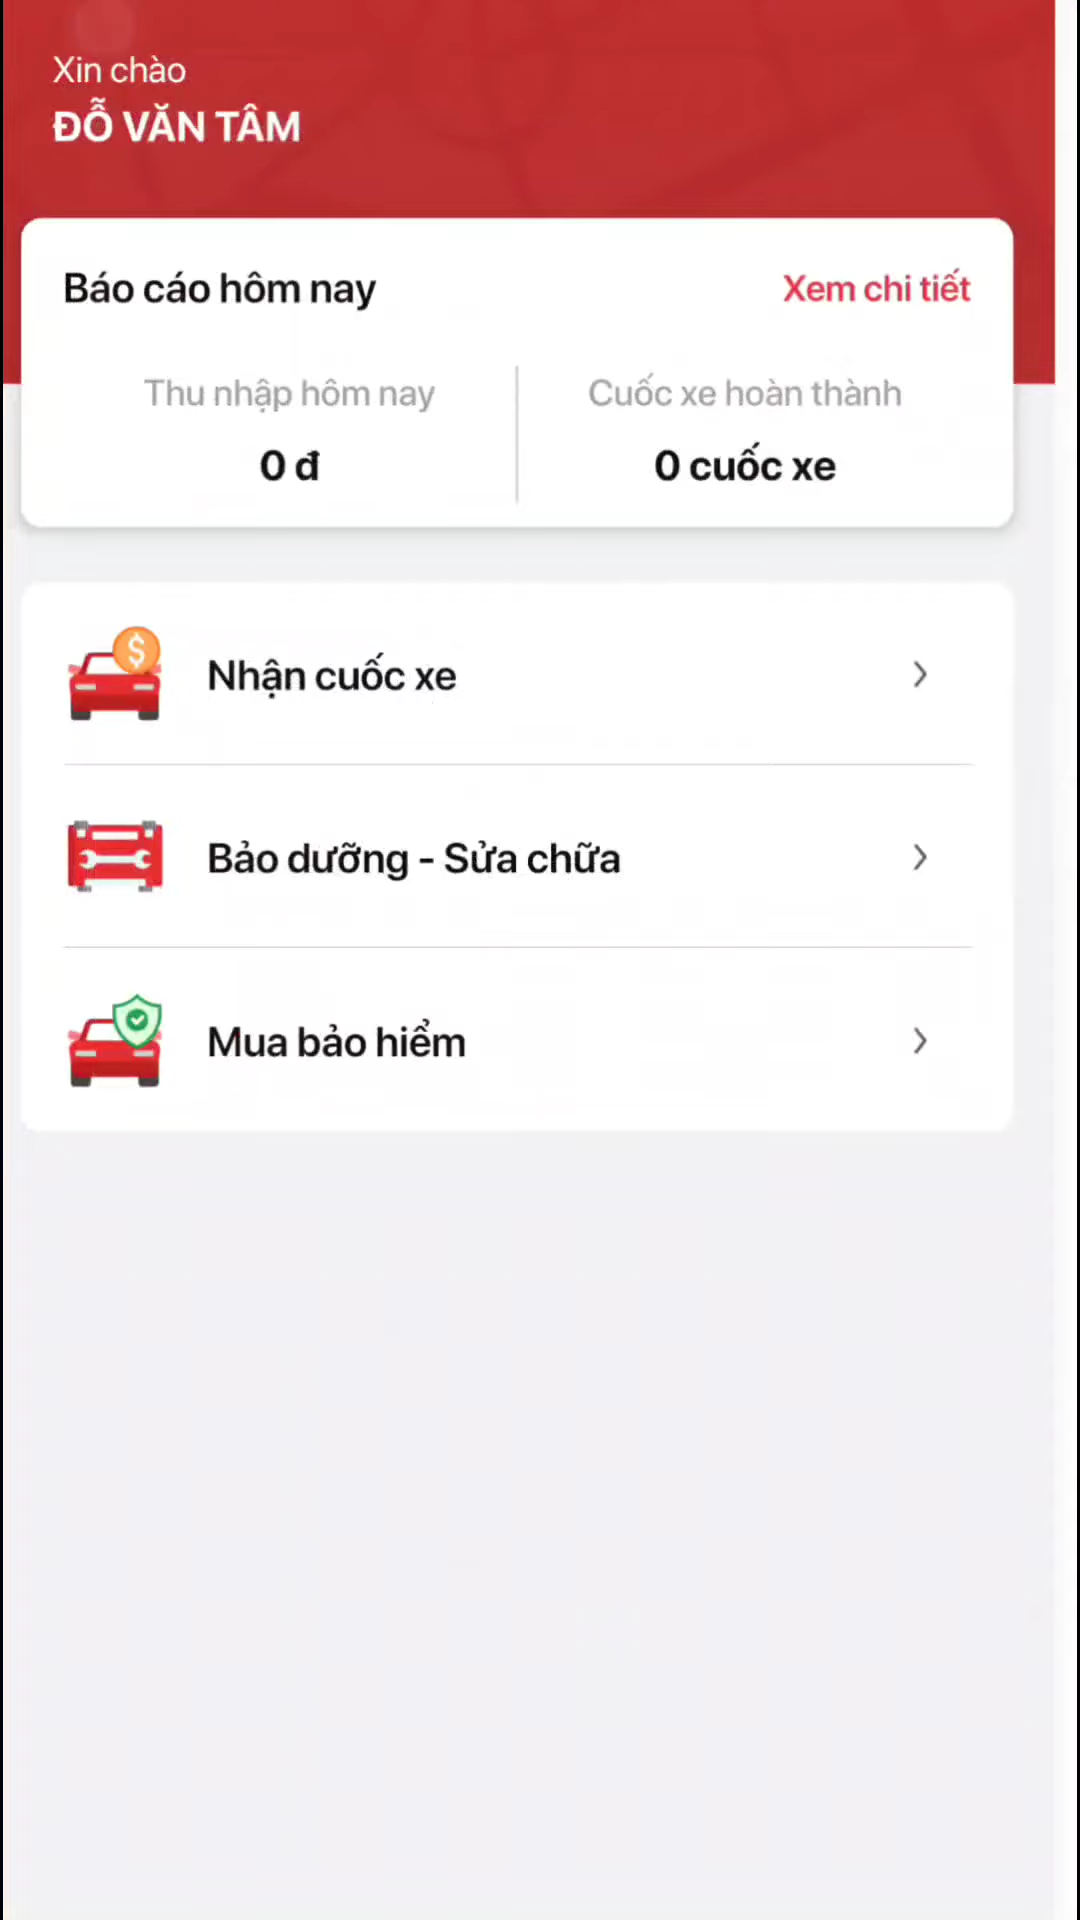 Xin chào
ĐỖ VĂN TÂM
Báo cáo hôm nay
Xem chi tiết
Thu nhập hôm nay
Cuốc xe hoàn thành
0 đ
0 cuốc xe
$
Nhận cuốc xe
Bảo dưỡng - Sửa chữa
Mua bảo hiểm